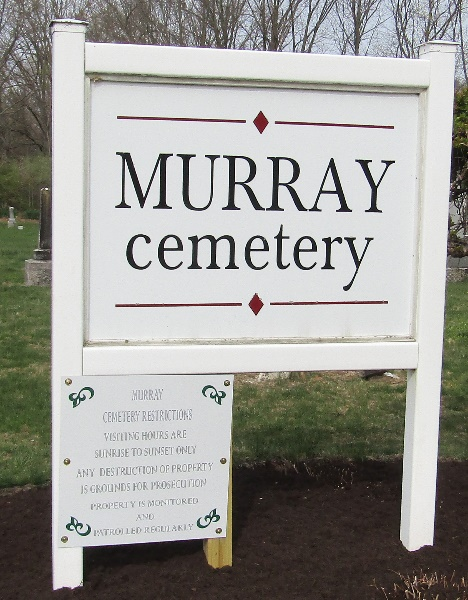 MURRAY
cemetery
MURRAY
CEMETERY RESTRICTIONS
VISITING HOURS ARE
SUNRISE TO SUNSET ONLY
ANY DESTRUCTION OF PROPERTY
IS GROUNDS FOR PROSECUTION
PROPERTY IS MONITORED
AND
PATROLLED REGULARLY